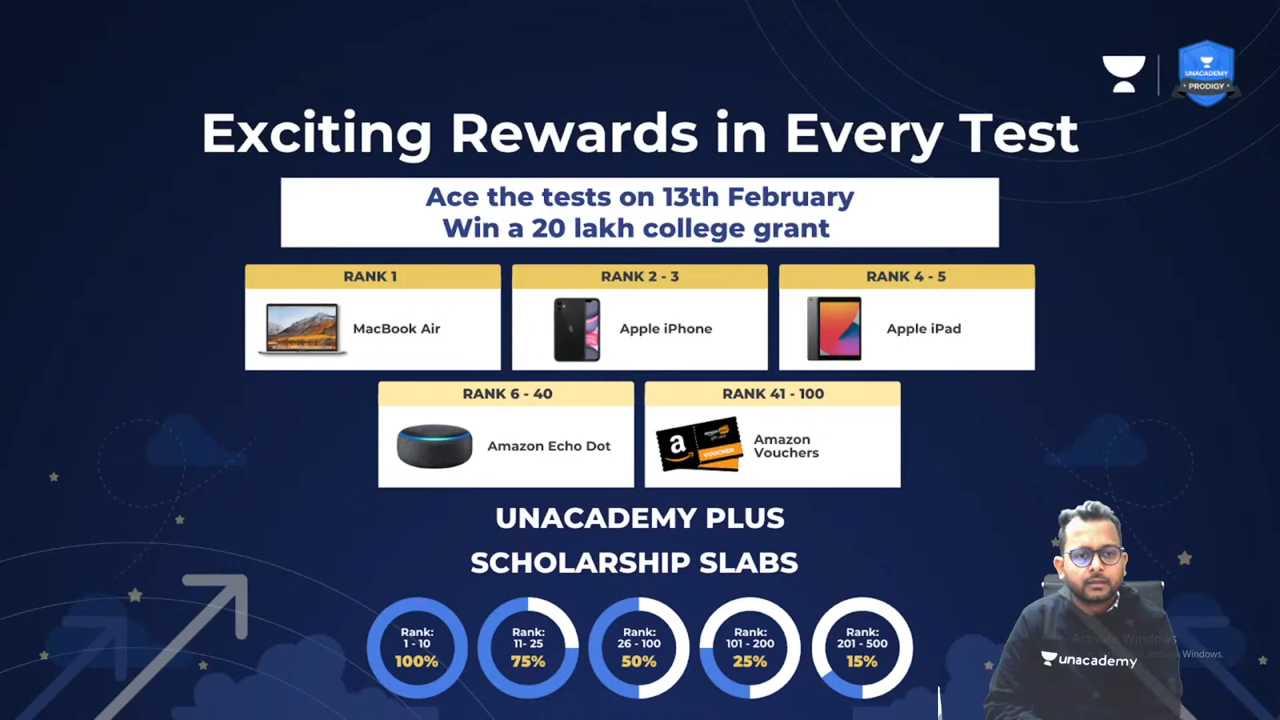 UNACADEMY
PRODIGY
Exciting Rewards in Every Test
Ace the tests on 13th February
Win a 20 lakh college grant
RANK 1
RANK 2 - 3
RANK 4 - 5
MacBook Air
Apple iPhone
Apple iPad
RANK 6 - 40
RANK 41 - 100
Amazon Echo Dot
a
VOUCHER
Amazon
Vouchers
UNACADEMY PLUS
SCHOLARSHIP SLABS
Rank:
1 - 10
100%
Rank:
11- 25
75%
Rank:
26 - 100
50%
Rank:
101 - 200
25%
Rank:
201 - 500
15%
Activate Windows
Windows.
unacademy